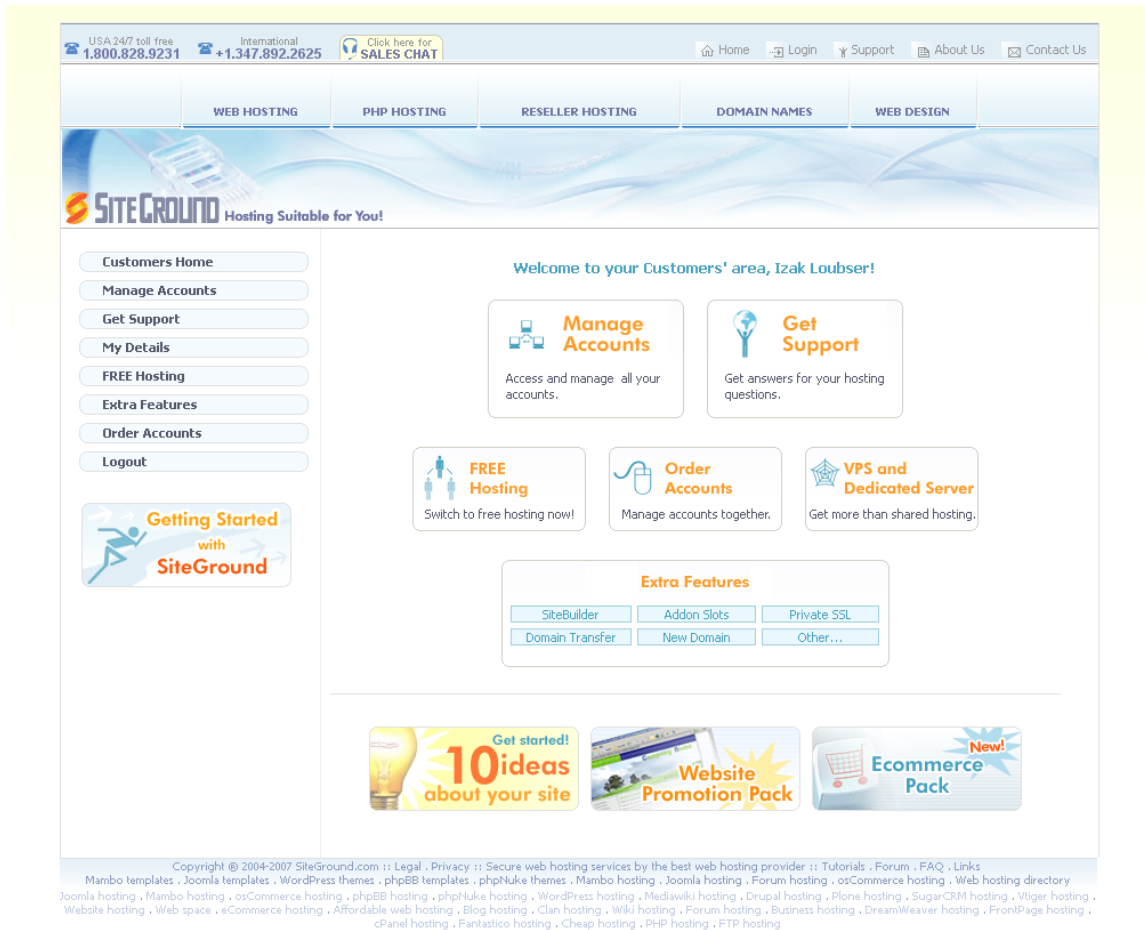 USA 24/7 toll free
1.800.828.9231
International
+1.347.892.2625
Click here for
SALES CHAT
Home
Login
Support
About Us
Contact Us
WEB HOSTING
PHP HOSTING
RESELLER HOSTING
DOMAIN NAMES
WEB DESIGN
SITEGROUND Hosting Suitable for You!
Customers Home
Manage Accounts
Get Support
My Details
FREE Hosting
Extra Features
Order Accounts
Logout
Getting Started
with
SiteGround
Welcome to your Customers' area, Izak Loubser!
Manage
Accounts
Access and manage all your
accounts.
Get
Support
Get answers for your hosting
questions.
FREE
Hosting
Switch to free hosting now!
Order
Accounts
Manage accounts together.
VPS and
Dedicated Server
Get more than shared hosting.
Extra Features
SiteBuilder
Addon Slots
Private SSL
Domain Transfer
New Domain
Other...
Get started!
10 ideas
about your site
Website
Promotion Pack
New!
Ecommerce
Pack
Copyright © 2004-2007 SiteGround.com :: Legal . Privacy :: Secure web hosting services by the best web hosting provider :: Tutorials . Forum . FAQ . Links
Mambo templates . Joomla templates . WordPress themes . phpBB templates . phpNuke themes . Mambo hosting . Joomla hosting . Forum hosting . osCommerce hosting . Web hosting directory
Joomla hosting . Mambo hosting . osCommerce hosting . phpBB hosting . phpNuke hosting . WordPress hosting . Mediawiki hosting . Drupal hosting . Plone hosting . SugarCRM hosting . Vtiger hosting .
Website hosting . Web space . eCommerce hosting . Affordable web hosting . Blog hosting . Clan hosting . Wiki hosting . Forum hosting . Business hosting . DreamWeaver hosting . FrontPage hosting .
cPanel hosting . Fantastico hosting . Cheap hosting . PHP hosting . FTP hosting